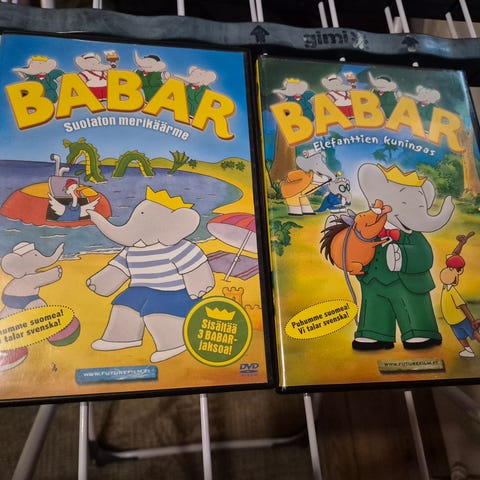 gimi
BABAR
Suolaton merikäärme
Puhumme suomea!
Vi talar svenska!
Sisältää
3 BABAR-
jaksoa!
DVD
WWW.FUTUREFILM.FI
BABAR
Elefanttien kuningas
Puhumme suomea!
Vi talar svenska!
WWW.FUTUREFILM.FI